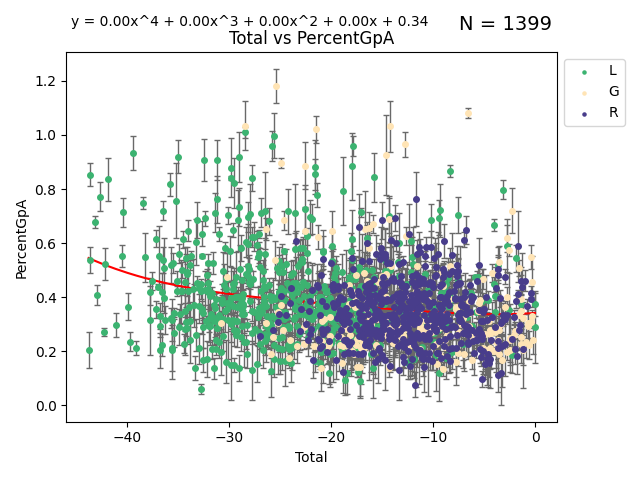 y = 0.00x^4 + 0.00x^3 + 0.00x^2 + 0.00x + 0.34
N = 1399
Total vs PercentGpA
PercentGpA
1.2
1.0
0.8
0.6
0.4
0.2
0.0
−40
−30
−20
−10
0
Total
L
G
R